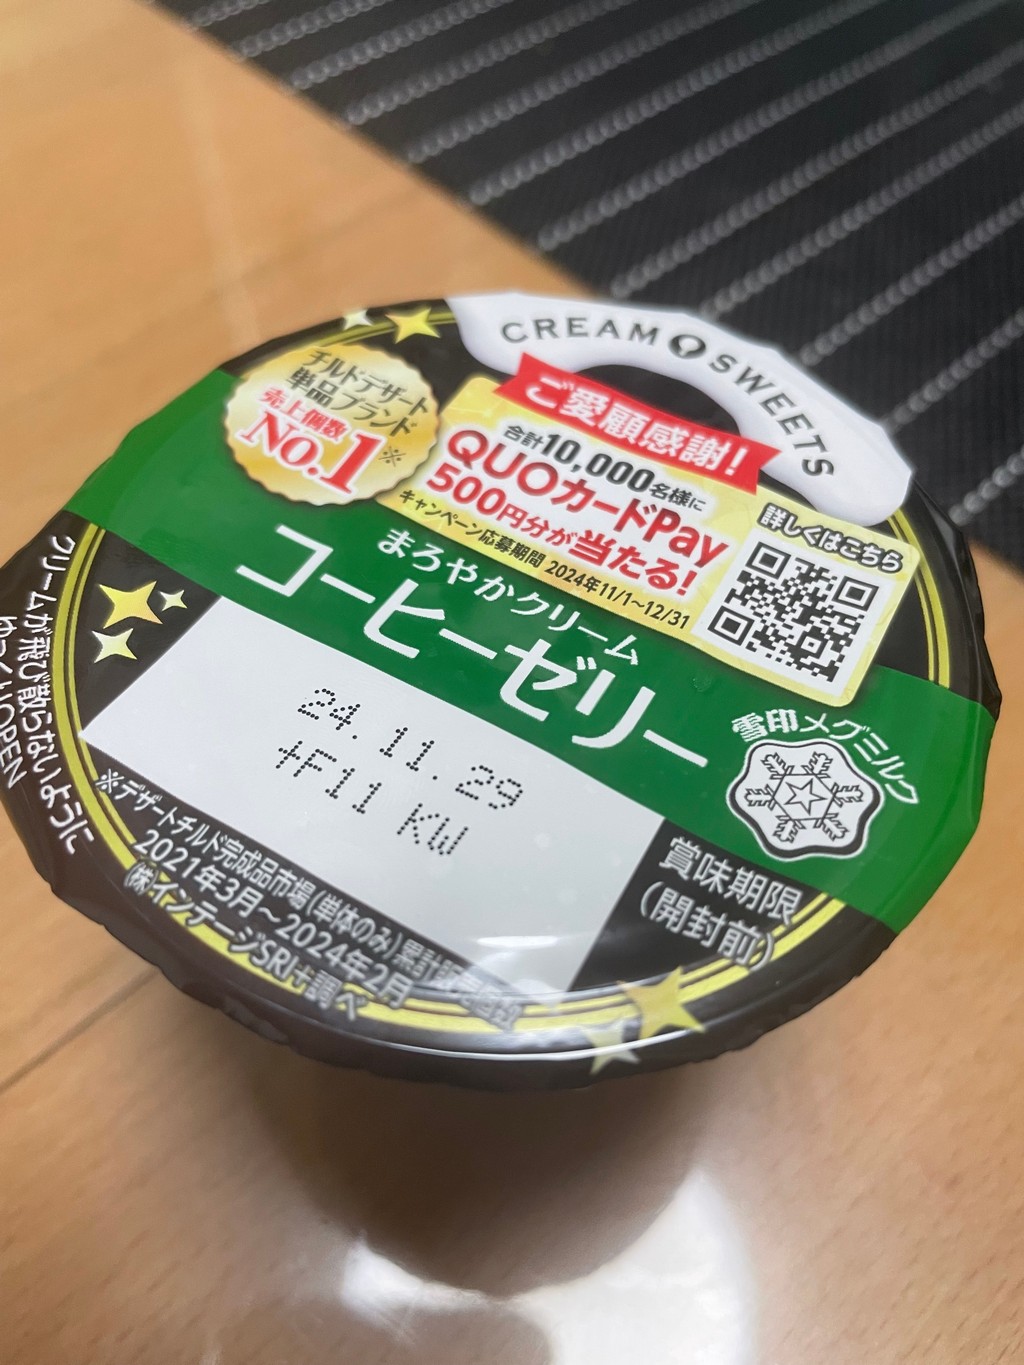 CREAM SWEETS
チルドデザート
単品ブランド
売上個数
No.1※
ご愛顧感謝!
合計10,000名様に
QUOカードPay
500円分が当たる!
キャンペーン応募期間 2024年11/1~12/31
詳しくはこちら
まろやかクリーム
コーヒーゼリー
雪印メグミルク
24.11.29
†F11 KW
賞味期限
(開封前)
※デザートチルド完成品市場(単体のみ)累計販売個数
2021年3月~2024年2月
㈱インテージSRI+調べ
クリームが飛び散らないように
ゆっくりOPEN